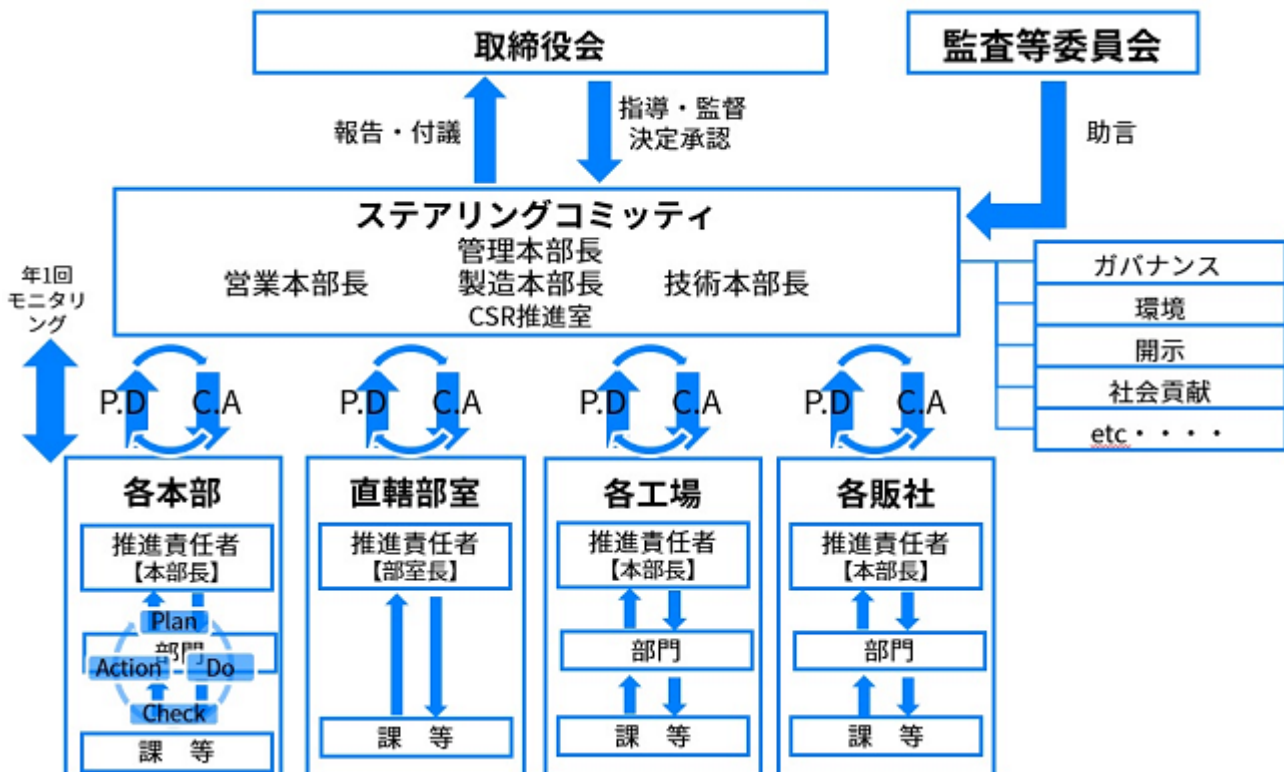 取締役会
監査等委員会
報告・付議
指導・監督
決定承認
助言
ステアリングコミッティ
管理本部長
営業本部長 製造本部長 技術本部長
CSR推進室
年1回
モニタリ
ング
ガバナンス
環境
開示
社会貢献
etc・・・・
P.D C.A
P.D C.A
P.D C.A
P.D C.A
各本部
推進責任者
【本部長】
Plan
部門
Action Do
Check
課 等
直轄部室
推進責任者
【部室長】
課 等
各工場
推進責任者
【本部長】
部門
課 等
各販社
推進責任者
【本部長】
部門
課 等